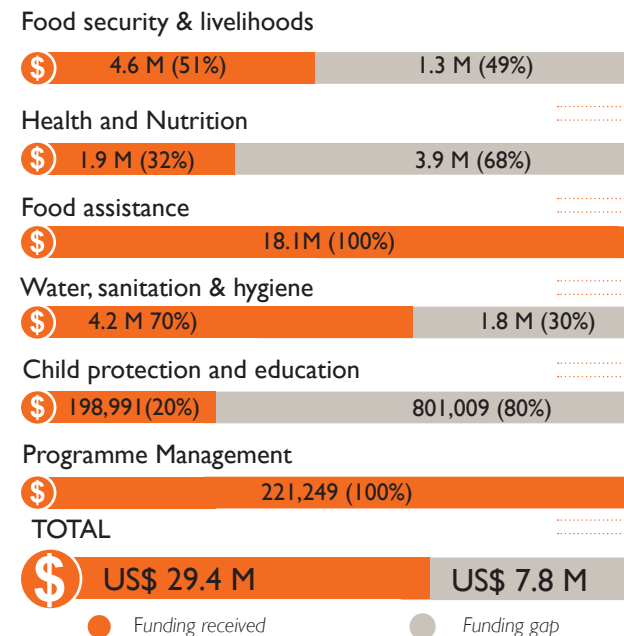 Food security & livelihoods
$ 4.6 M (51%) 1.3 M (49%)
Health and Nutrition
$ 1.9 M (32%) 3.9 M (68%)
Food assistance
$ 18.1M (100%)
Water, sanitation & hygiene
$ 4.2 M 70%) 1.8 M (30%)
Child protection and education
$ 198,991(20%) 801,009 (80%)
Programme Management
$ 221,249 (100%)
TOTAL
$ US$ 29.4 M US$ 7.8 M
Funding received Funding gap